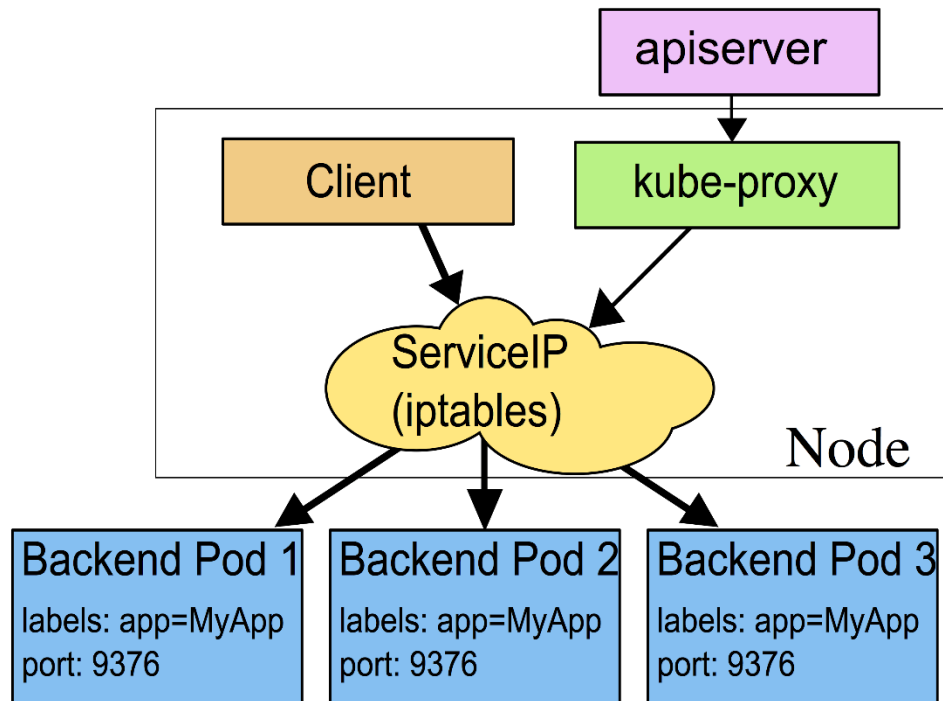 apiserver
Client
kube-proxy
ServiceIP
(iptables)
Node
Backend Pod 1
labels: app=MyApp
port: 9376
Backend Pod 2
labels: app=MyApp
port: 9376
Backend Pod 3
labels: app=MyApp
port: 9376